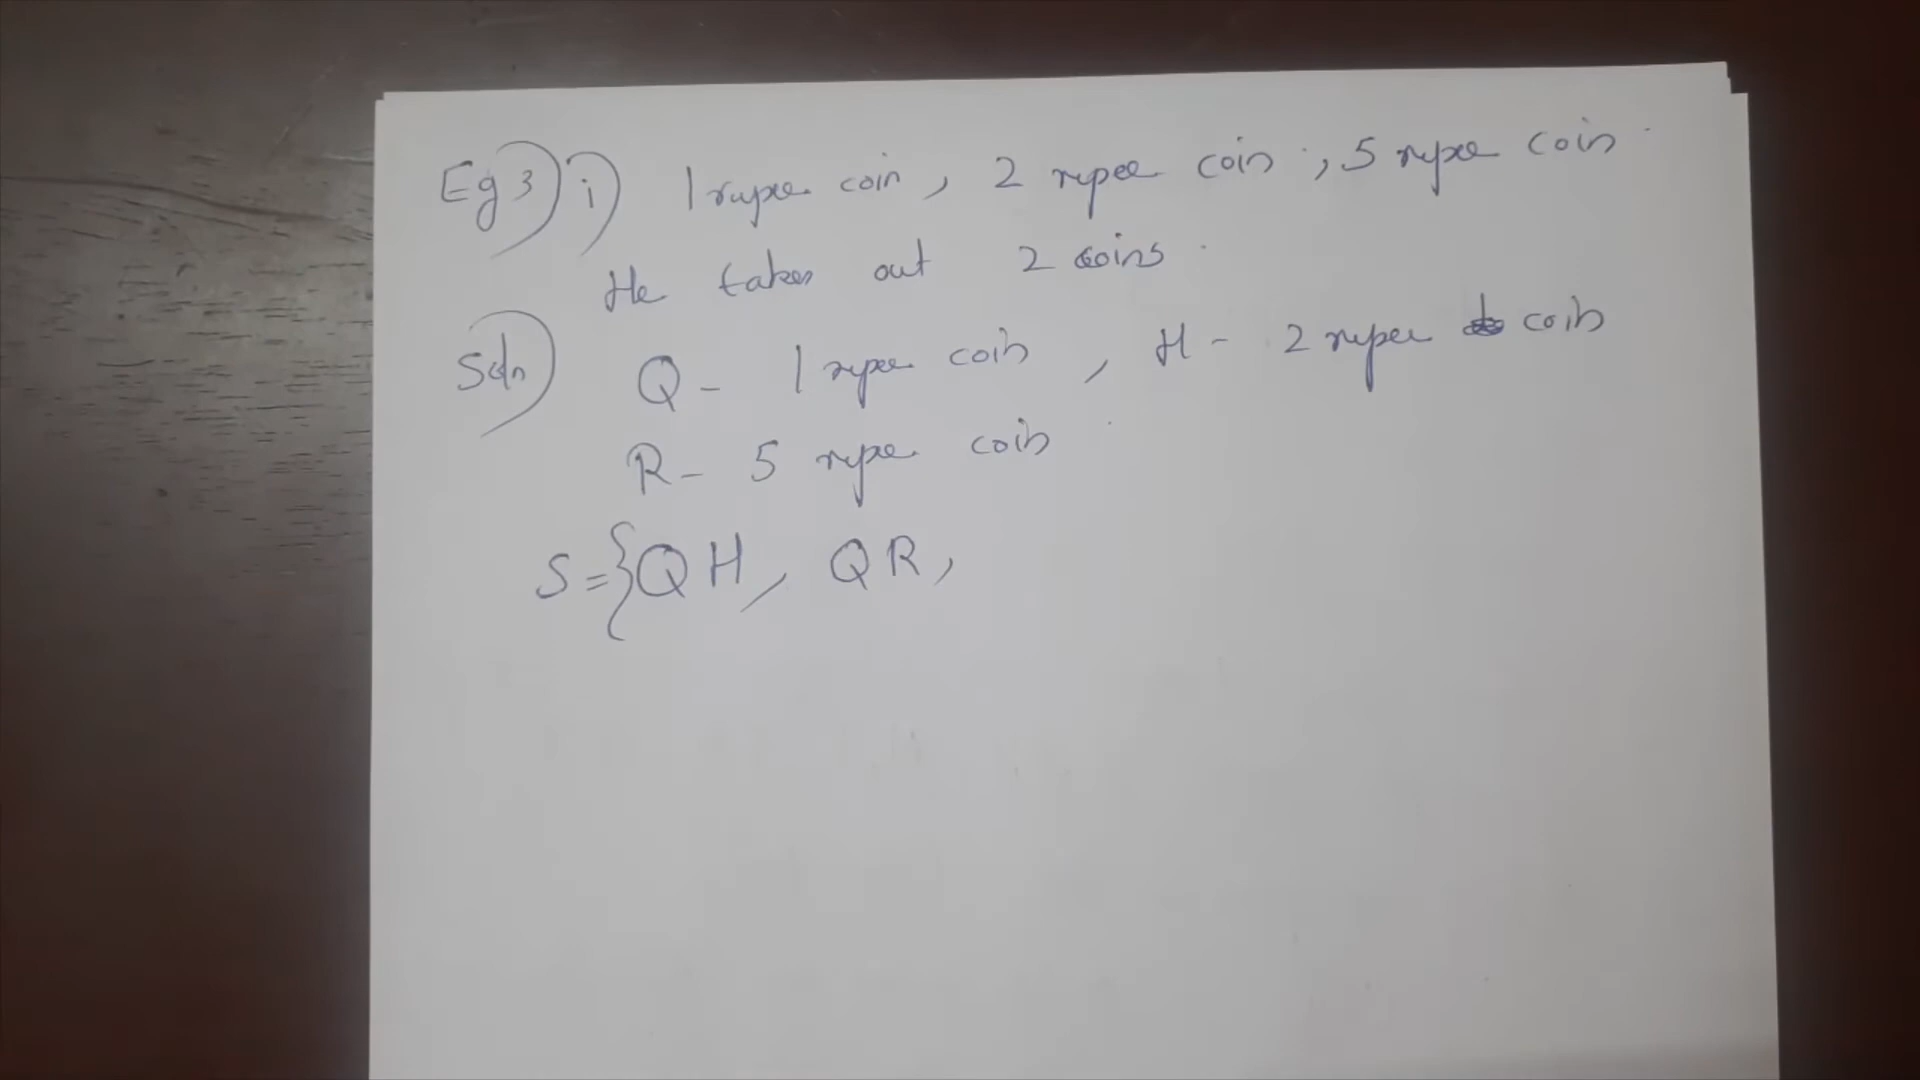 Eg 3) i) 1 rupee coin, 2 rupee coin, 5 rupee coin.
He takes out 2 coins.
Soln) Q - 1 rupee coin, H - 2 rupee coin
R - 5 rupee coin.
S = {QH, QR,